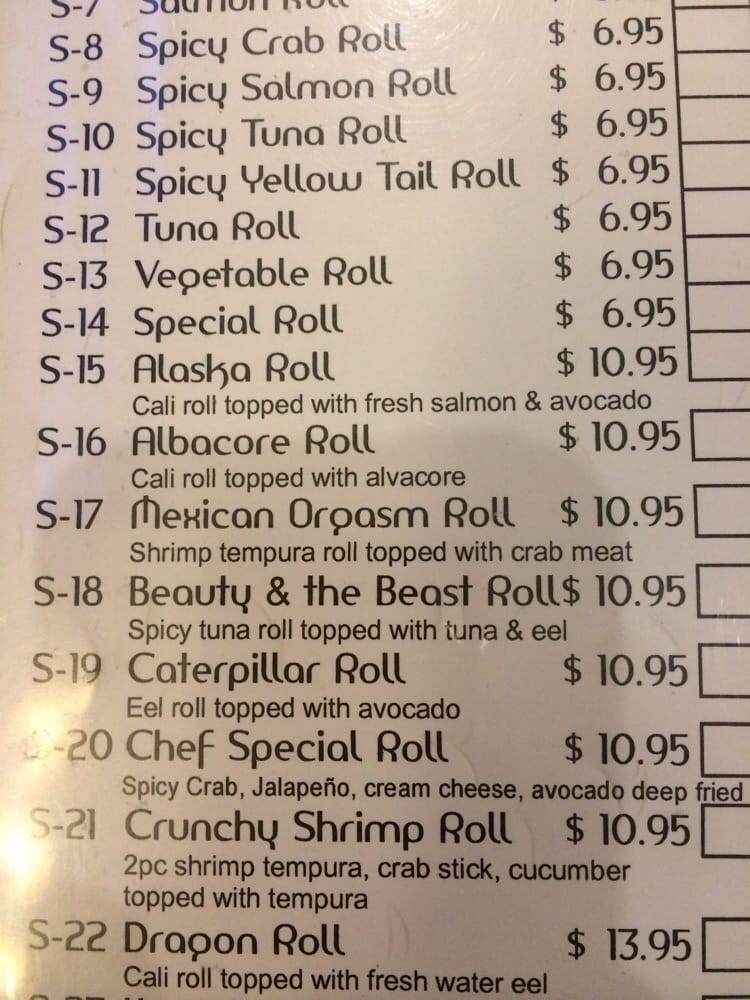 S-7 Salmon Roll
S-8 Spicy Crab Roll $ 6.95
S-9 Spicy Salmon Roll $ 6.95
S-10 Spicy Tuna Roll $ 6.95
S-11 Spicy Yellow Tail Roll $ 6.95
S-12 Tuna Roll $ 6.95
S-13 Vegetable Roll $ 6.95
S-14 Special Roll $ 6.95
S-15 Alaska Roll $ 10.95
Cali roll topped with fresh salmon & avocado
S-16 Albacore Roll $ 10.95
Cali roll topped with alvacore
S-17 Mexican Orgasm Roll $ 10.95
Shrimp tempura roll topped with crab meat
S-18 Beauty & the Beast Roll $ 10.95
Spicy tuna roll topped with tuna & eel
S-19 Caterpillar Roll $ 10.95
Eel roll topped with avocado
S-20 Chef Special Roll $ 10.95
Spicy Crab, Jalapeño, cream cheese, avocado deep fried
S-21 Crunchy Shrimp Roll $ 10.95
2pc shrimp tempura, crab stick, cucumber
topped with tempura
S-22 Dragon Roll $ 13.95
Cali roll topped with fresh water eel